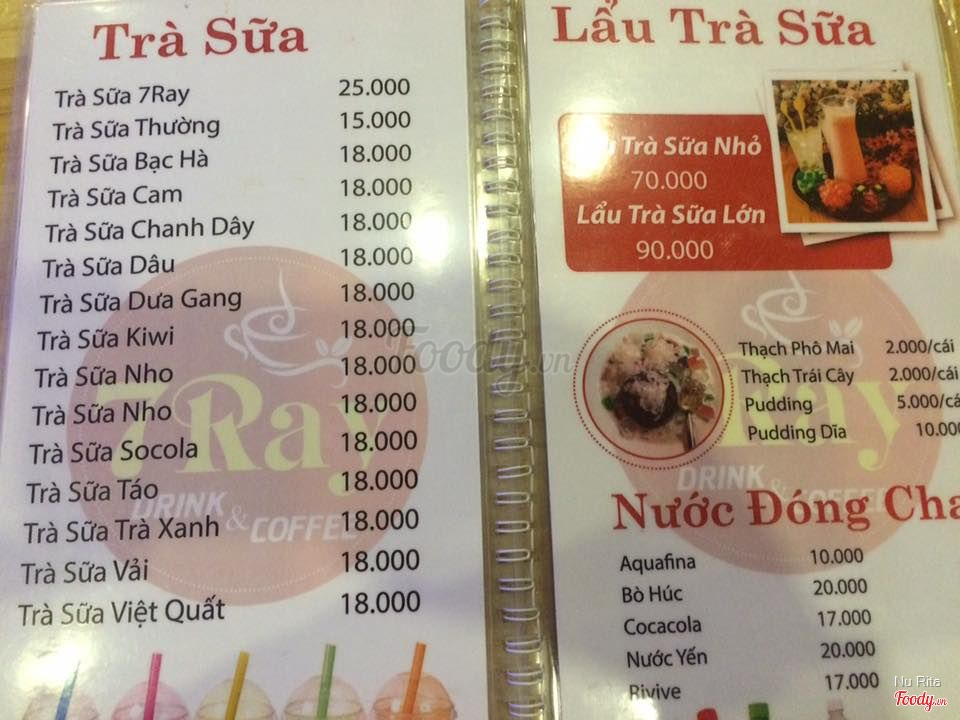 Trà Sữa
Trà Sữa 7Ray 25.000
Trà Sữa Thường 15.000
Trà Sữa Bạc Hà 18.000
Trà Sữa Cam 18.000
Trà Sữa Chanh Dây 18.000
Trà Sữa Dâu 18.000
Trà Sữa Dưa Gang 18.000
Trà Sữa Kiwi 18.000
Trà Sữa Nho 18.000
Trà Sữa Nho 18.000
Trà Sữa Socola 18.000
Trà Sữa Táo 18.000
Trà Sữa Trà Xanh 18.000
Trà Sữa Vải 18.000
Trà Sữa Việt Quất 18.000
7Ray
DRINK & COFFEE
Foody.vn
Lẩu Trà Sữa
Trà Sữa Nhỏ
70.000
Lẩu Trà Sữa Lớn
90.000
Thạch Phô Mai 2.000/cái
Thạch Trái Cây 2.000/cái
Pudding 5.000/cá
Pudding Dĩa 10.000
Ray
DRINK & COFFEE
Nước Đóng Cha
Aquafina 10.000
Bò Húc 20.000
Cocacola 17.000
Nước Yến 20.000
Rivive 17.000
Nu Rita
Foody.vn